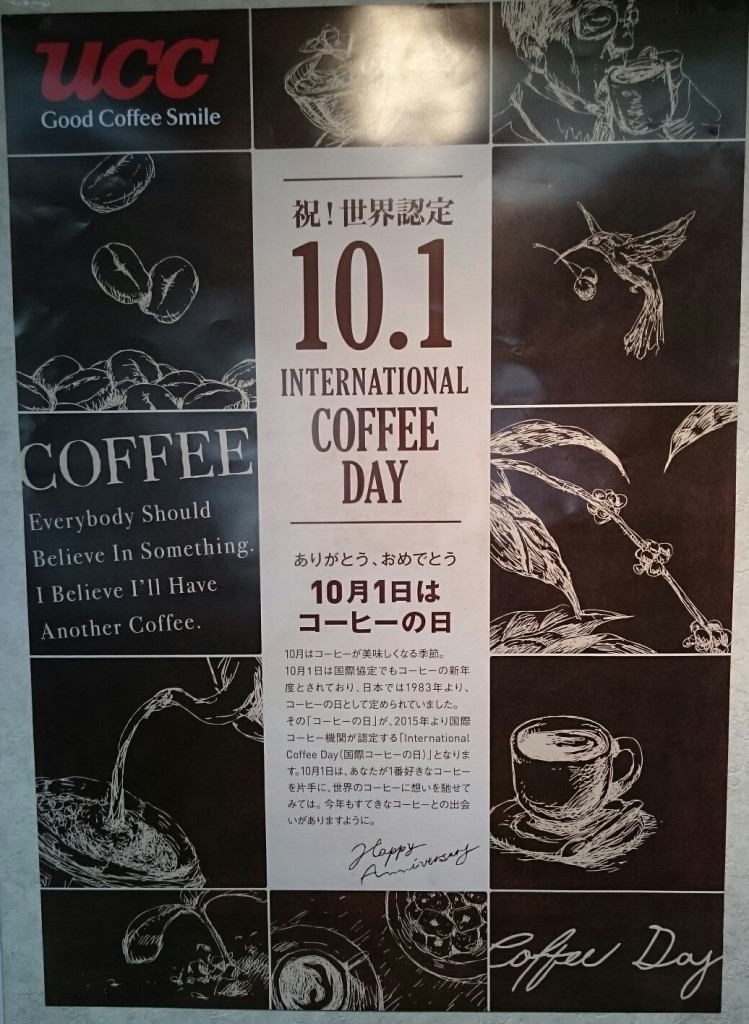 UCC
Good Coffee Smile
祝！世界認定
10.1
INTERNATIONAL
COFFEE
DAY
COFFEE
Everybody Should
Believe In Something.
I Believe I'll Have
Another Coffee.
ありがとう、おめでとう
10月1日は
コーヒーの日
10月はコーヒーが美味しくなる季節。
10月1日は国際協定でもコーヒーの新年
度とされており、日本では1983年より、
コーヒーの日として定められていました。
その「コーヒーの日」が、2015年より国際
コーヒー機関が認定する「International
Coffee Day（国際コーヒーの日）」となりま
す。10月1日は、あなたが1番好きなコーヒー
を片手に、世界のコーヒーに想いを馳せて
みては。今年もすてきなコーヒーとの出会
いがありますように。
Happy
Anniversary
Coffee Day